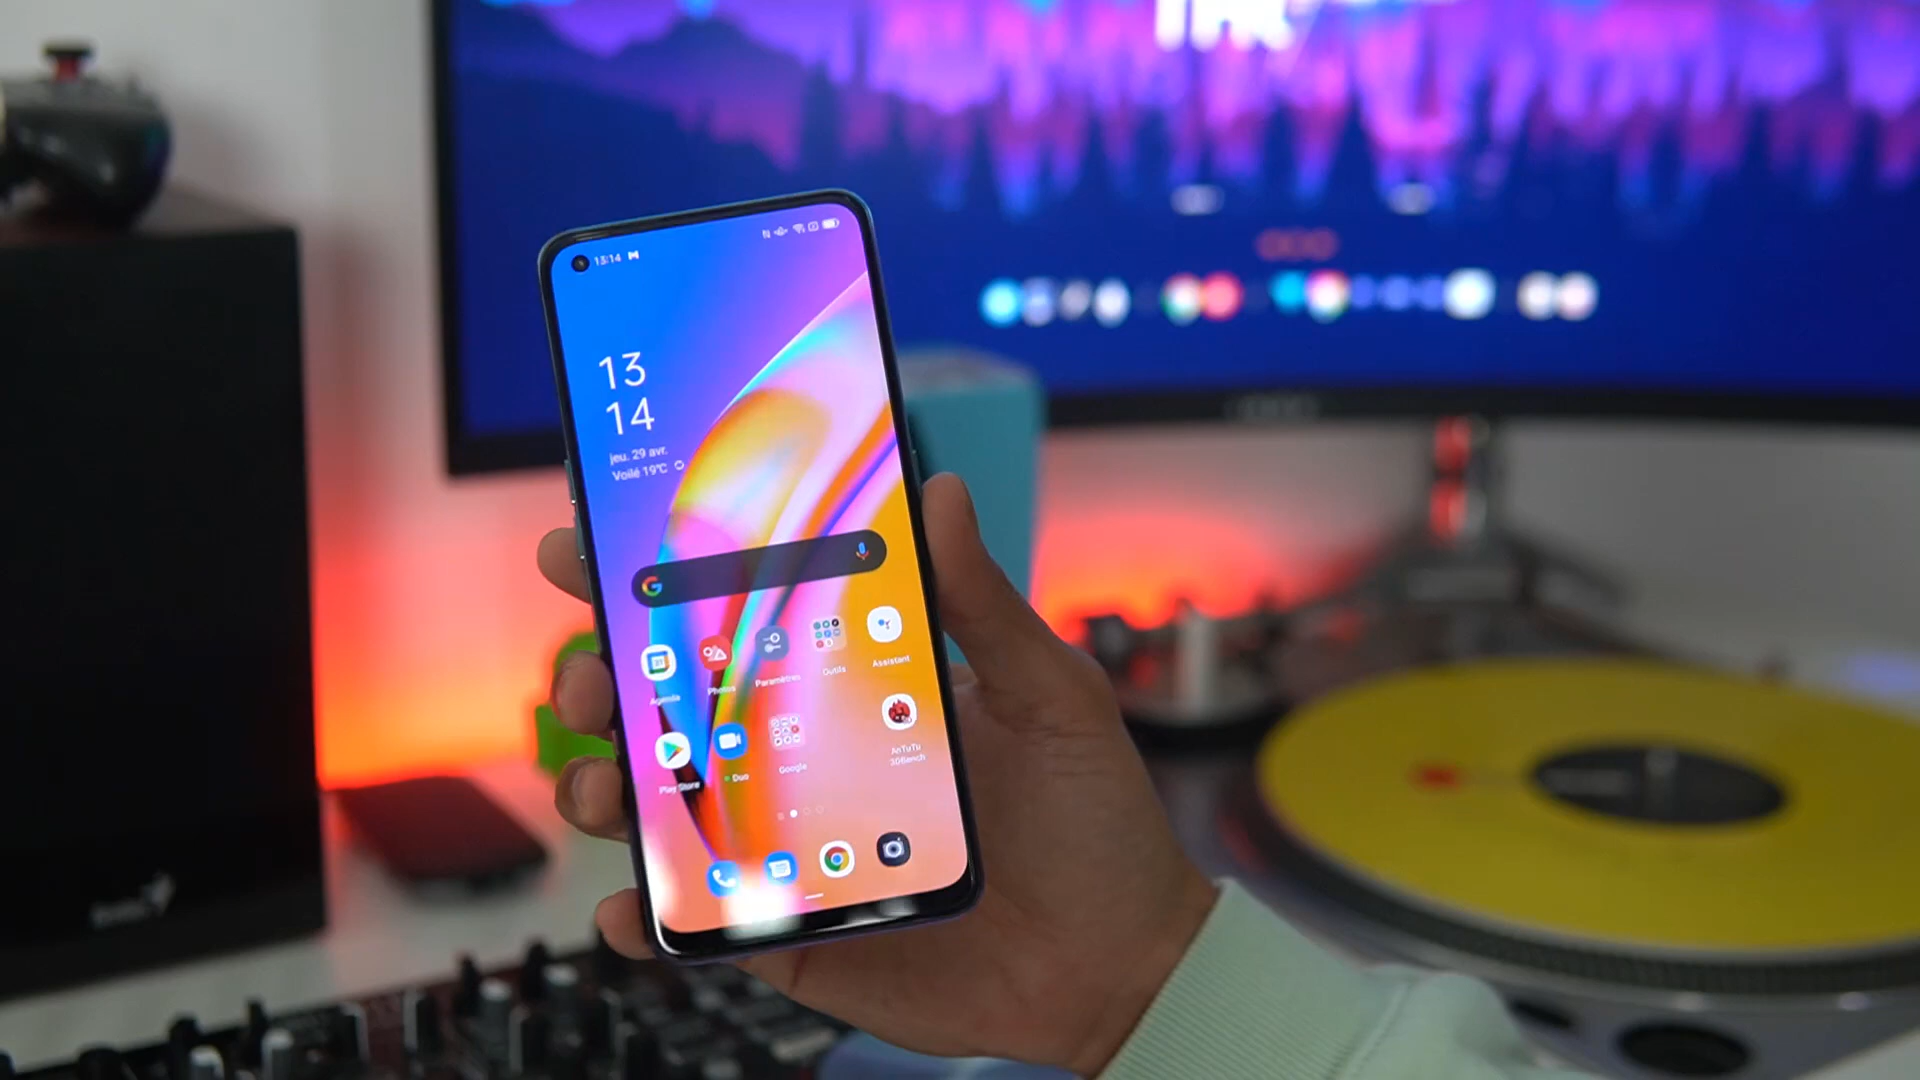 13:14
13
14
jeu. 29 avr.
Voilé 19°C
Agenda
Photos
Paramètres
Outils
Assistant
Play Store
Duo
Google
AnTuTu
3DBench